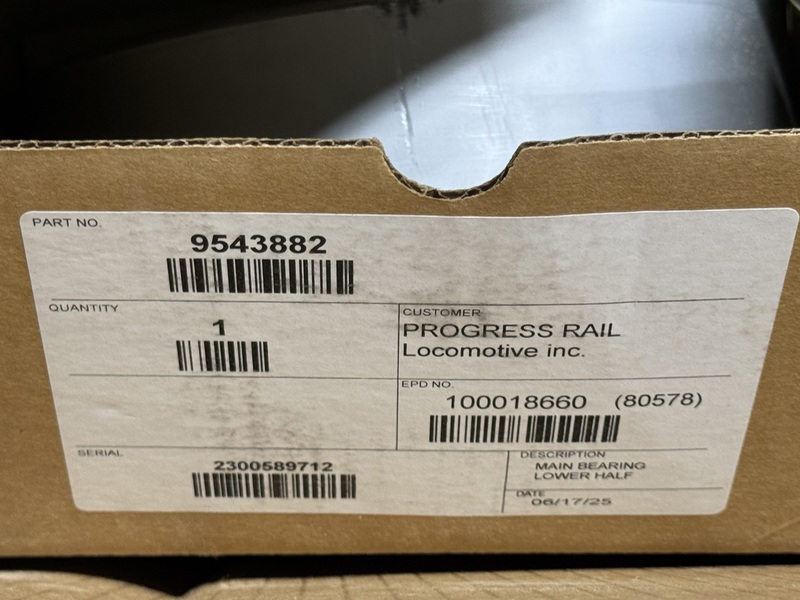 PART NO.
9543882
QUANTITY
1
CUSTOMER
PROGRESS RAIL
Locomotive inc.
EPD NO.
100018660 (80578)
SERIAL
2300589712
DESCRIPTION
MAIN BEARING
LOWER HALF
DATE
06/17/25